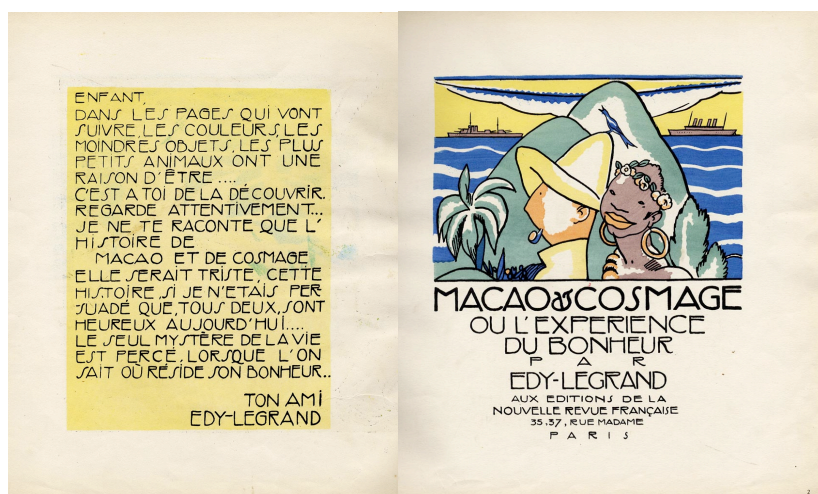 ENFANT,
DANS LES PAGES QUI VONT
SUIVRE, LES COULEURS, LES
MOINDRES OBJETS, LES PLUS
PETITS ANIMAUX ONT UNE
RAISON D'ÊTRE ....
C'EST A TOI DE LA DÉCOUVRIR.
REGARDE ATTENTIVEMENT...
JE NE TE RACONTE QUE L'
HISTOIRE DE
MACAO ET DE COSMAGE
ELLE SERAIT TRISTE, CETTE
HISTOIRE, SI JE N'ETAIS PER-
SUADÉ QUE, TOUS DEUX, SONT
HEUREUX AUJOURD'HUI....
LE SEUL MYSTÈRE DE LA VIE
EST PERCÉ, LORSQUE L'ON
SAIT OÙ RÉSIDE SON BONHEUR..
TON AMI
EDY-LEGRAND
MACAO ET COSMAGE
OU L'EXPERIENCE
DU BONHEUR
PAR
EDY-LEGRAND
AUX EDITIONS DE LA
NOUVELLE REVUE FRANÇAISE
35.37, RUE MADAME
PARIS
2